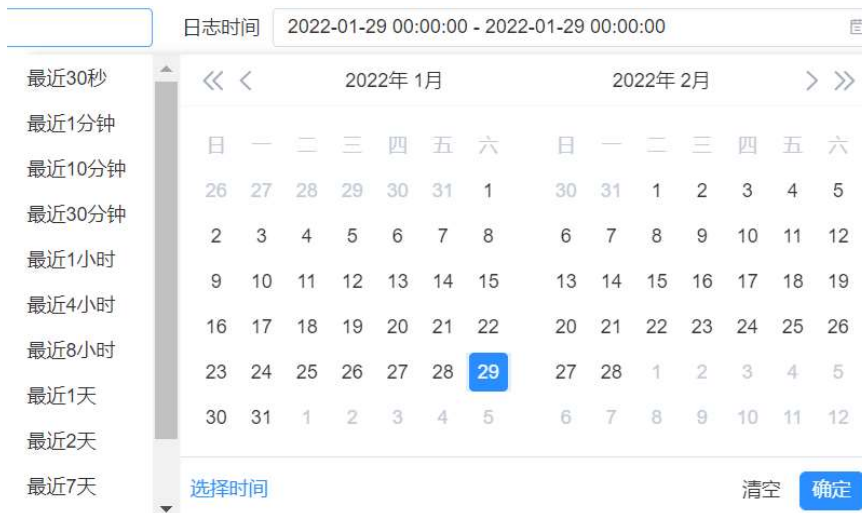 日志时间 2022-01-29 00:00:00 - 2022-01-29 00:00:00
最近30秒
最近1分钟
最近10分钟
最近30分钟
最近1小时
最近4小时
最近8小时
最近1天
最近2天
最近7天
2022年 1月
日 一 二 三 四 五 六
26 27 28 29 30 31 1
2 3 4 5 6 7 8
9 10 11 12 13 14 15
16 17 18 19 20 21 22
23 24 25 26 27 28 29
30 31 1 2 3 4 5
2022年 2月
日 一 二 三 四 五 六
30 31 1 2 3 4 5
6 7 8 9 10 11 12
13 14 15 16 17 18 19
20 21 22 23 24 25 26
27 28 1 2 3 4 5
6 7 8 9 10 11 12
选择时间 清空 确定